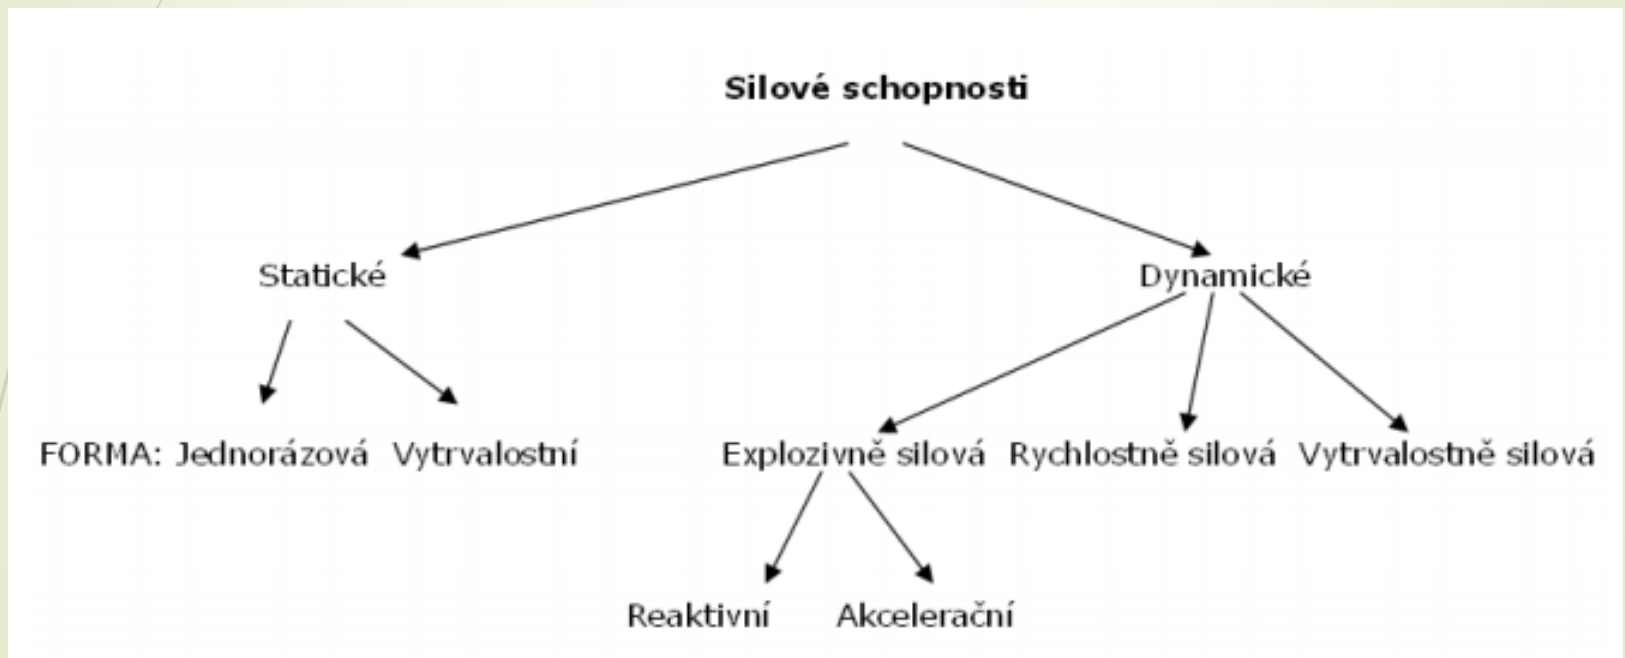 Silové schopnosti
Statické Dynamické
FORMA: Jednorázová Vytrvalostní Explozivně silová Rychlostně silová Vytrvalostně silová
Reaktivní Akcelerační